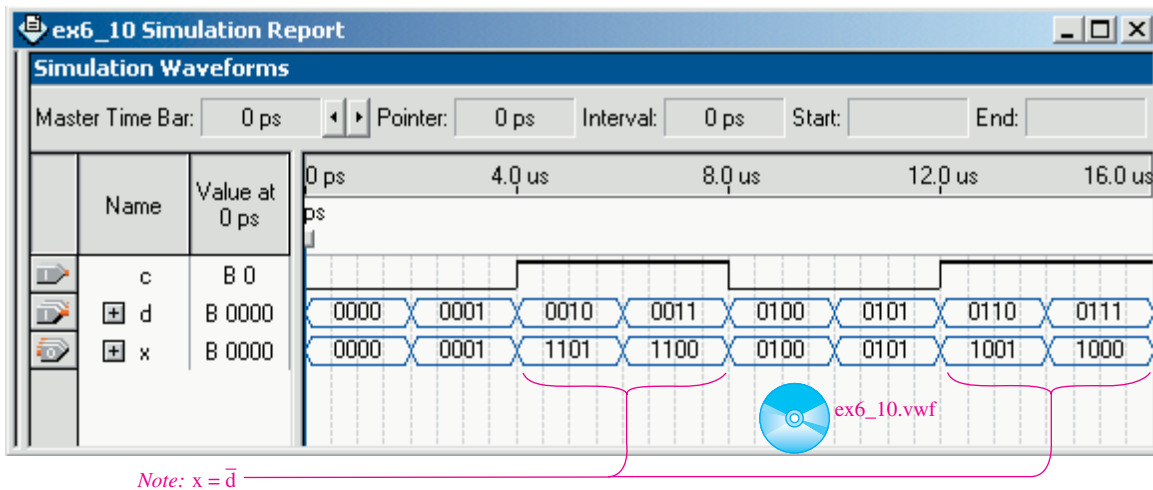 ex6_10 Simulation Report
Simulation Waveforms
Master Time Bar: 0 ps Pointer: 0 ps Interval: 0 ps Start: End:
Name Value at 0 ps
0 ps 4.0 us 8.0 us 12.0 us 16.0 us
ps
c B 0
d B 0000 0000 0001 0010 0011 0100 0101 0110 0111
x B 0000 0000 0001 1101 1100 0100 0101 1001 1000
ex6_10.vwf
Note: x = d̅